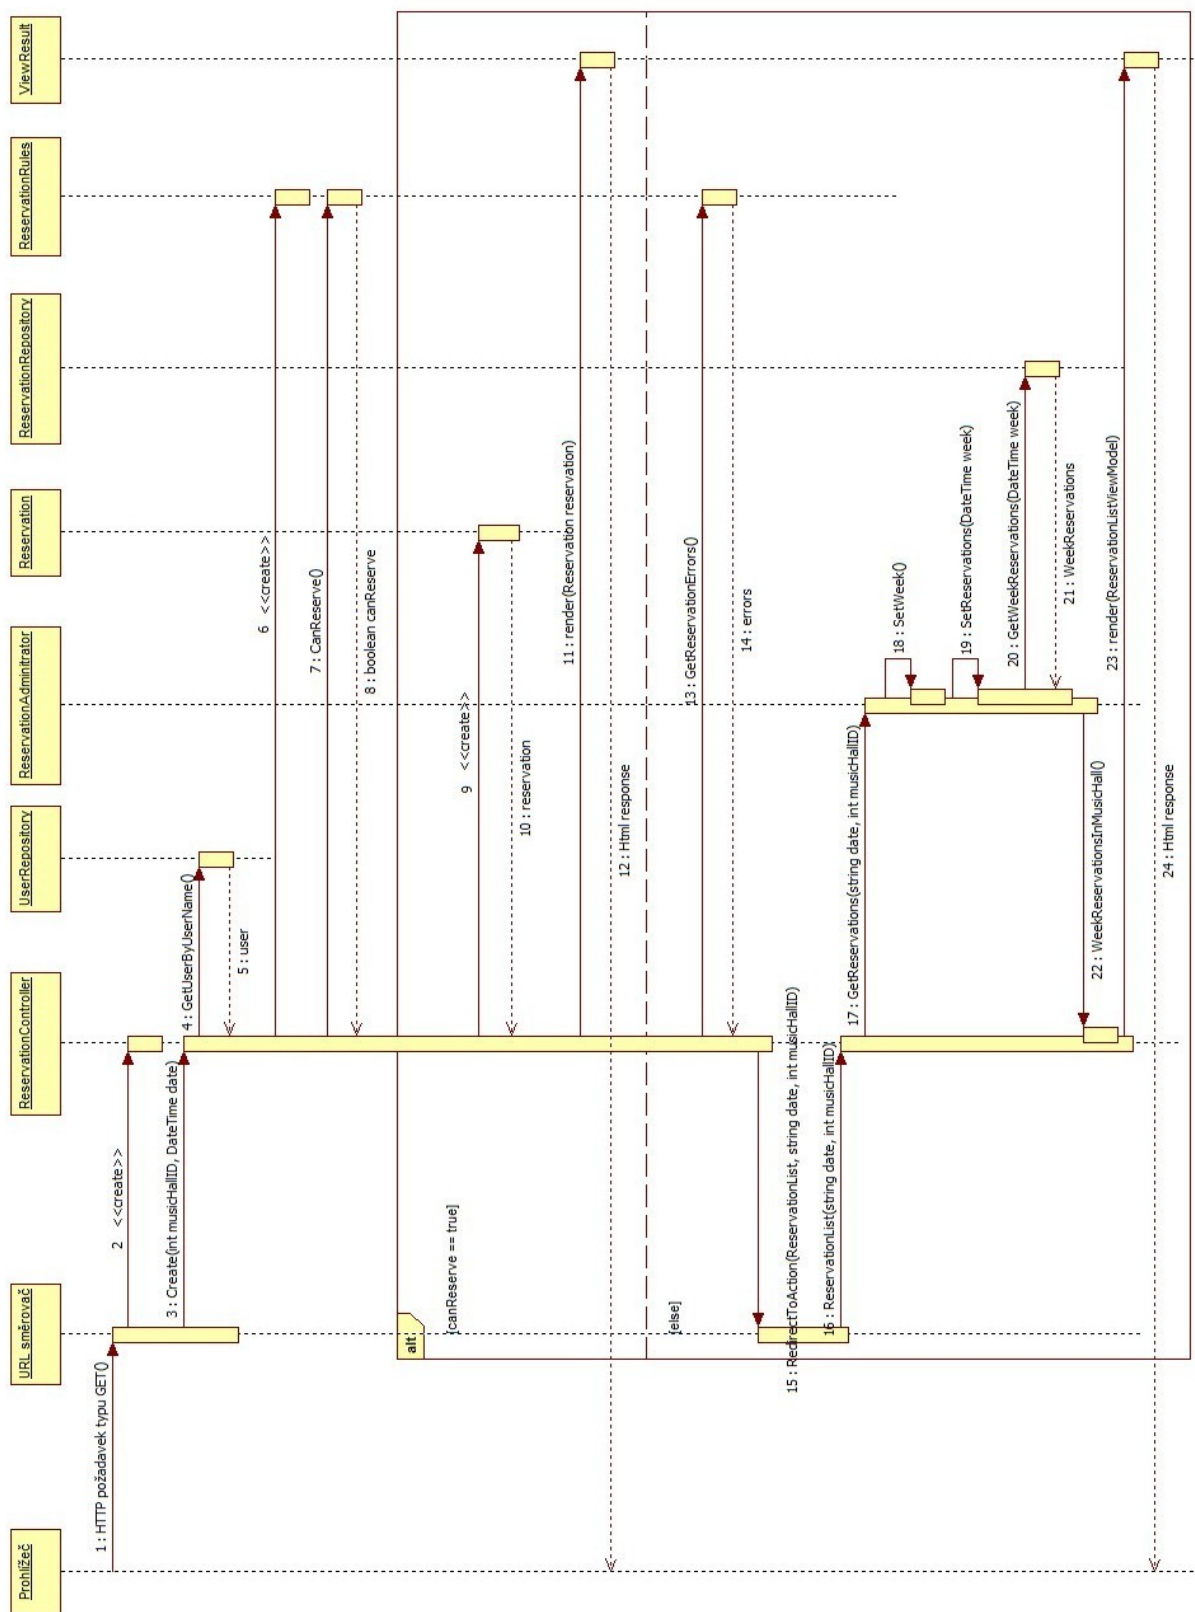 Prohlížeč
URL směrovač
ReservationController
UserRepository
ReservationAdminitrator
Reservation
ReservationRepository
ReservationRules
ViewResult
1 : HTTP požadavek typu GET()
2 <<create>>
3 : Create(int musicHallID, DateTime date)
4 : GetUserByUserName()
5 : user
6 <<create>>
7 : CanReserve()
8 : boolean canReserve
alt
[canReserve == true]
9 <<create>>
10 : reservation
11 : render(Reservation reservation)
12 : Html response
[else]
13 : GetReservationErrors()
14 : errors
15 : RedirectToAction(ReservationList, string date, int musicHallID)
16 : ReservationList(string date, int musicHallID)
17 : GetReservations(string date, int musicHallID)
18 : SetWeek()
19 : SetReservations(DateTime week)
20 : GetWeekReservations(DateTime week)
21 : WeekReservations
22 : WeekReservationsInMusicHall()
23 : render(ReservationListViewModel)
24 : Html response